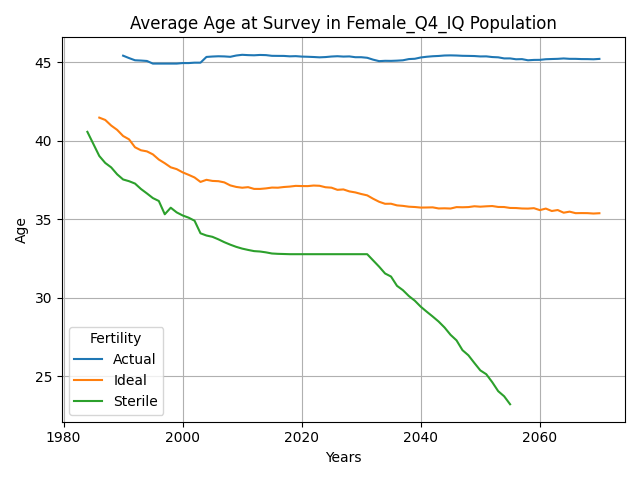 Average Age at Survey in Female_Q4_IQ Population
Age
45
40
35
30
25
Fertility
Actual
Ideal
Sterile
1980
2000
2020
2040
2060
Years